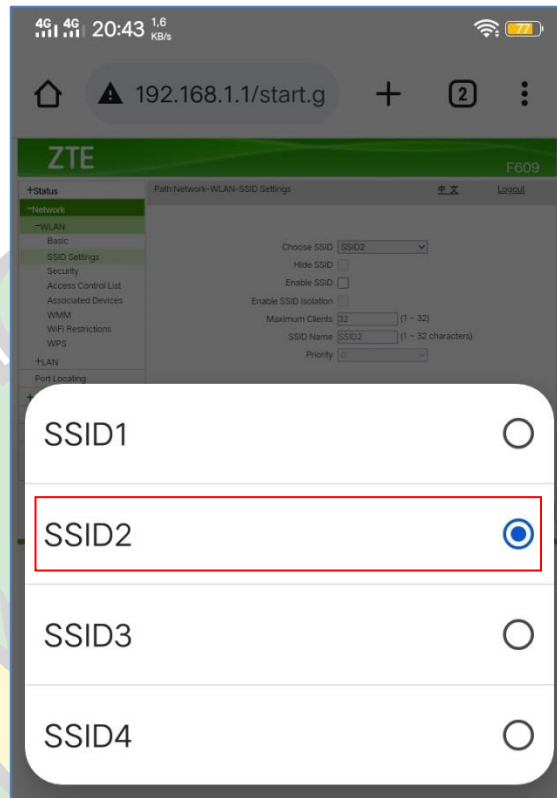 4G 4G 20:43 1,6 KB/s 77
192.168.1.1/start.g 2
ZTE F609
+Status Path:Network-WLAN-SSID Settings 中 文 Logout
-Network
-WLAN
Basic
SSID Settings
Security
Access Control List
Associated Devices
WMM
WiFi Restrictions
WPS
+LAN
Port Locating
+
Choose SSID SSID2
Hide SSID
Enable SSID
Enable SSID Isolation
Maximum Clients 32 (1 ~ 32)
SSID Name SSID2 (1 ~ 32 characters)
Priority 0
SSID1
SSID2
SSID3
SSID4